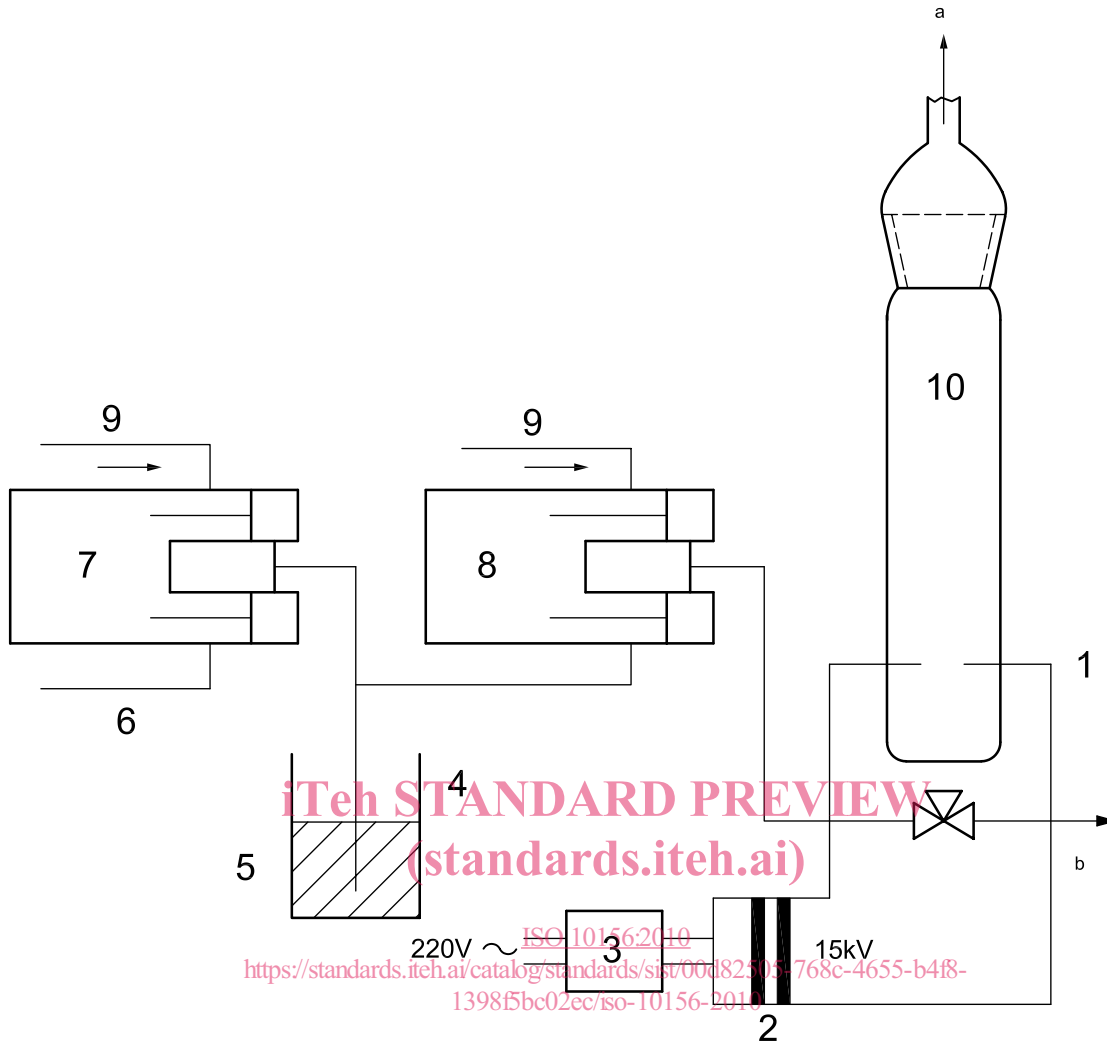 a
10
9
9
7
8
1
6
4
iTeh STANDARD PREVIEW
5
(standards.iteh.ai)
b
ISO 10156:2010
220V
3
15kV
https://standards.iteh.ai/catalog/standards/sist/00d82505-768c-4655-b4f8-
1398f5bc02ec/iso-10156-2010
2